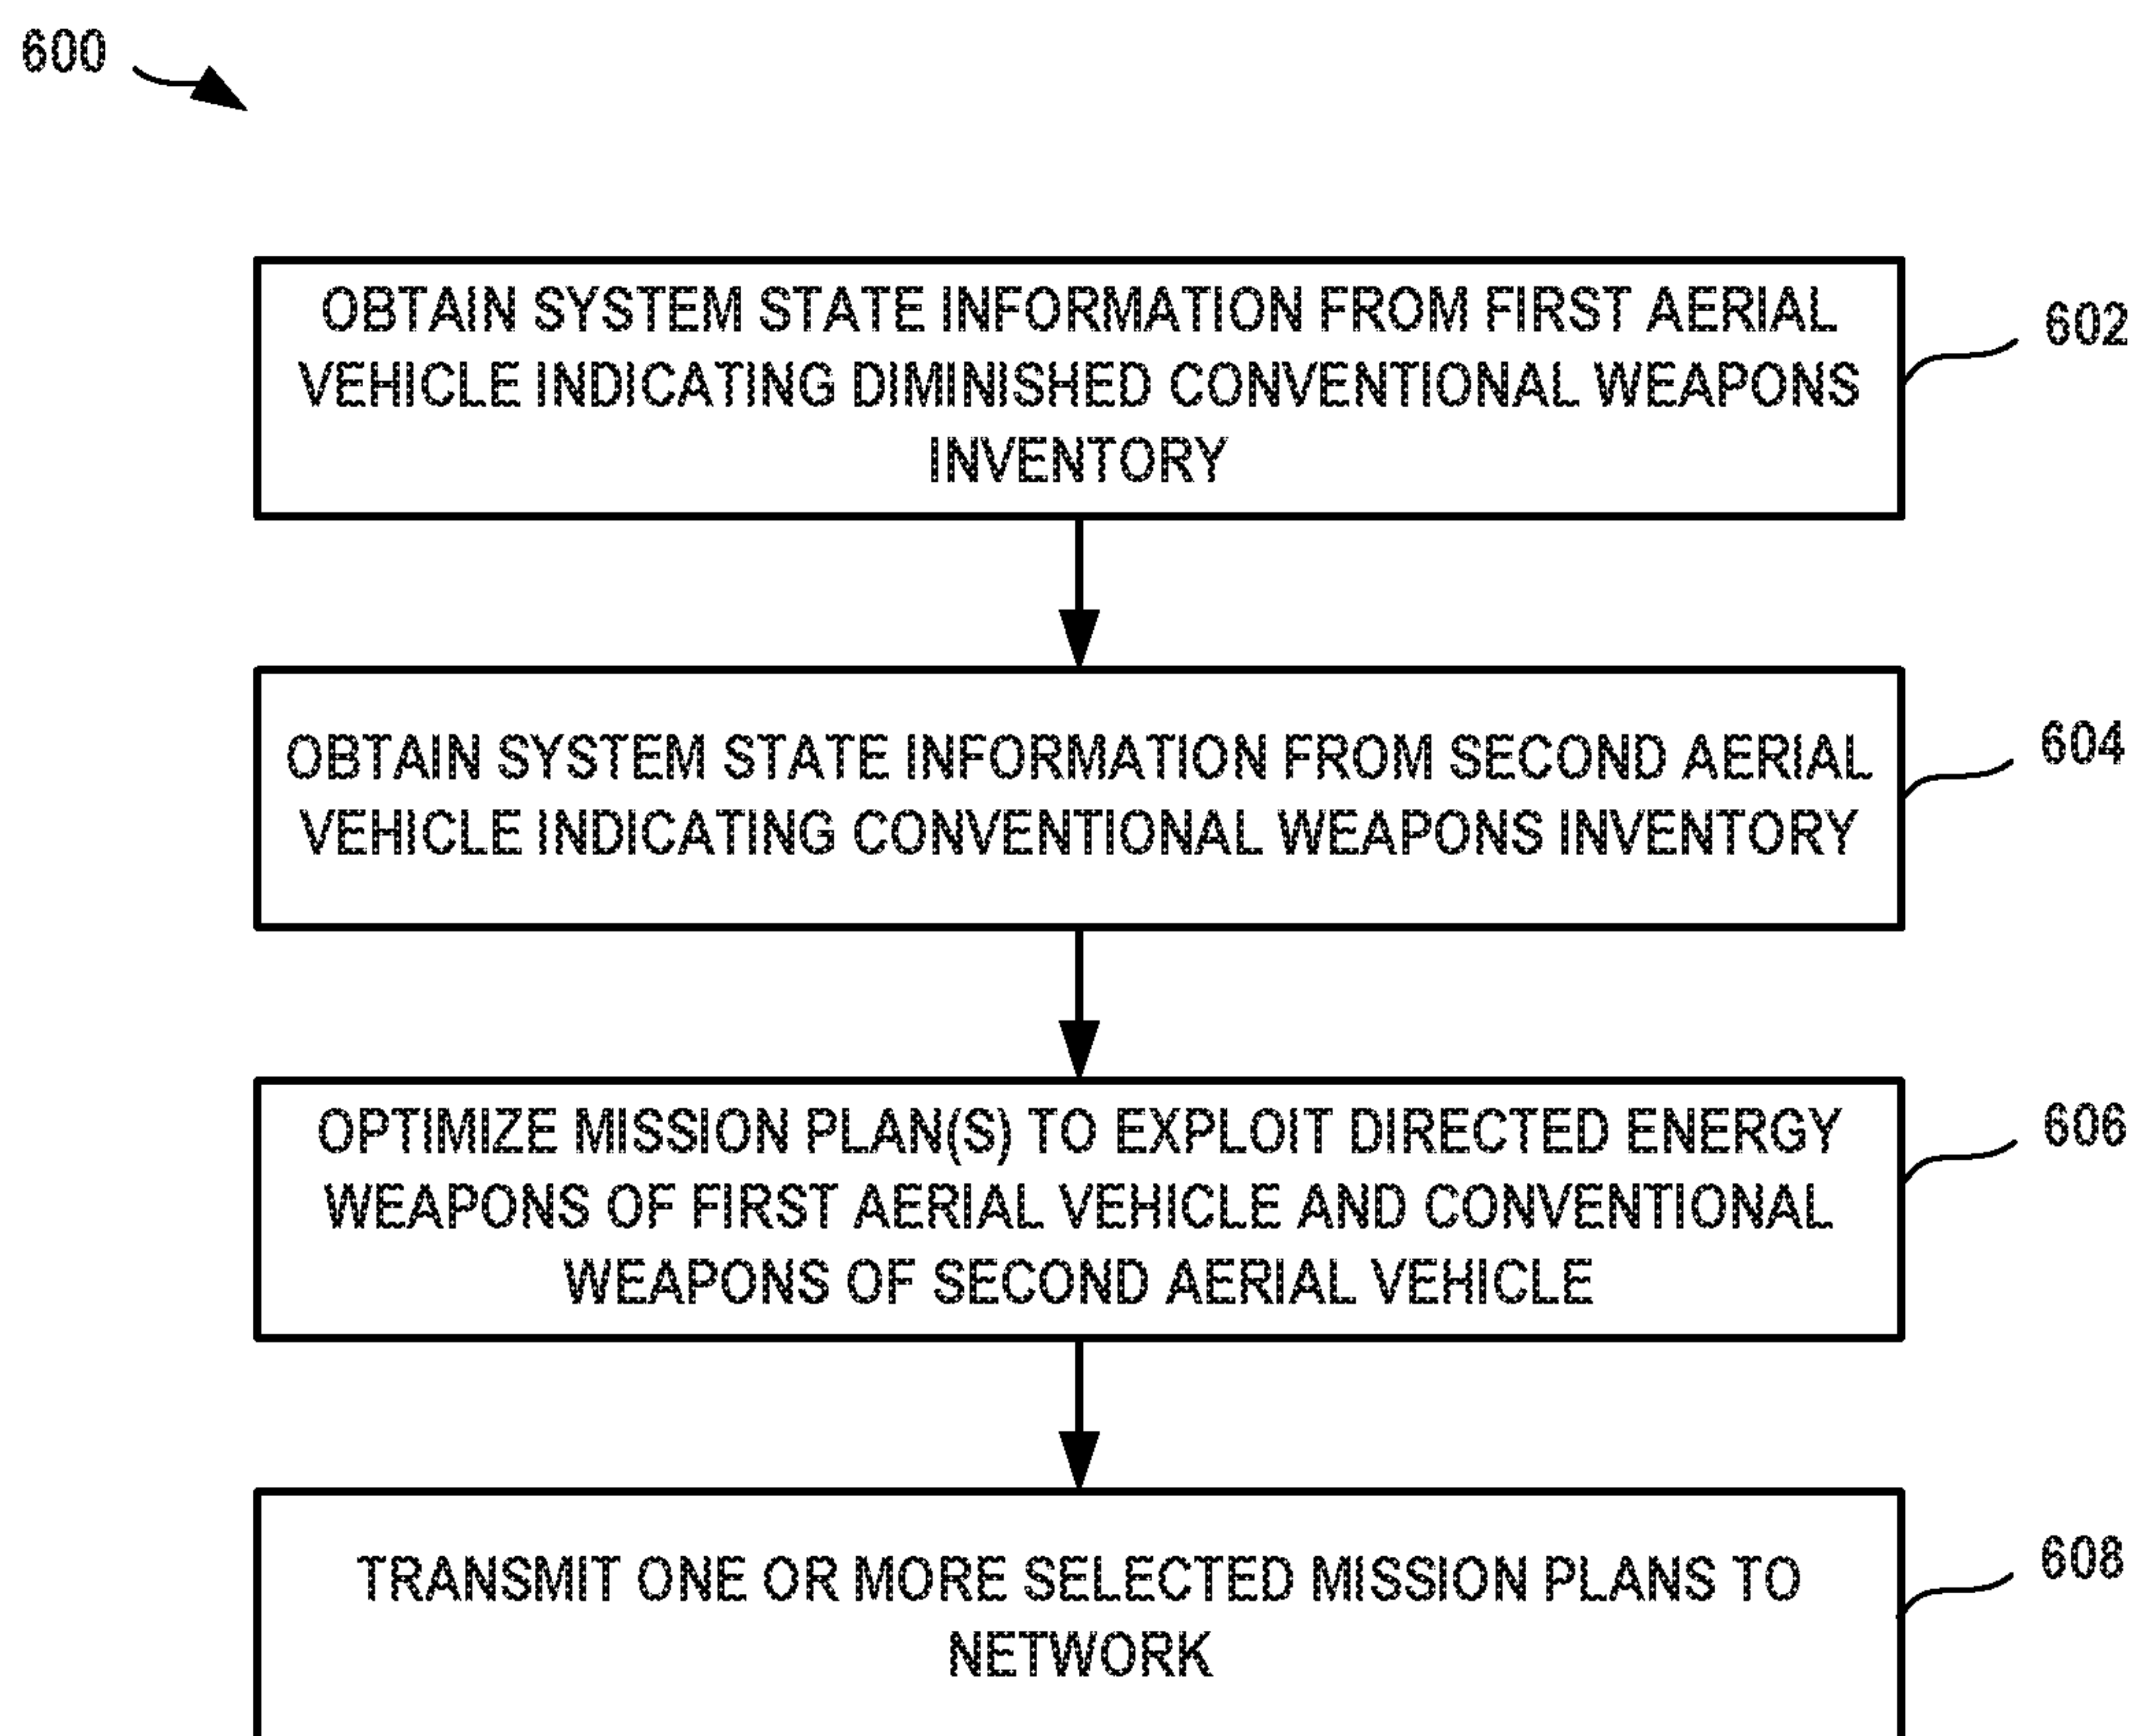 600
OBTAIN SYSTEM STATE INFORMATION FROM FIRST AERIAL
VEHICLE INDICATING DIMINISHED CONVENTIONAL WEAPONS
INVENTORY
602
OBTAIN SYSTEM STATE INFORMATION FROM SECOND AERIAL
VEHICLE INDICATING CONVENTIONAL WEAPONS INVENTORY
604
OPTIMIZE MISSION PLAN(S) TO EXPLOIT DIRECTED ENERGY
WEAPONS OF FIRST AERIAL VEHICLE AND CONVENTIONAL
WEAPONS OF SECOND AERIAL VEHICLE
606
TRANSMIT ONE OR MORE SELECTED MISSION PLANS TO
NETWORK
608